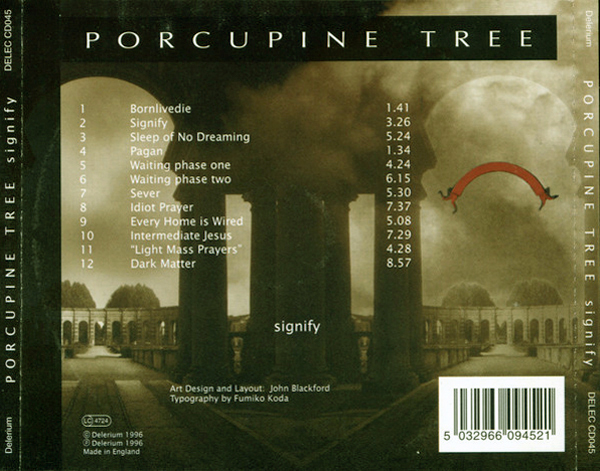 PORCUPINE TREE
1 Bornlivedie 1.41
2 Signify 3.26
3 Sleep of No Dreaming 5.24
4 Pagan 1.34
5 Waiting phase one 4.24
6 Waiting phase two 6.15
7 Sever 5.30
8 Idiot Prayer 7.37
9 Every Home is Wired 5.08
10 Intermediate Jesus 7.29
11 "Light Mass Prayers" 4.28
12 Dark Matter 8.57
signify
Art Design and Layout: John Blackford
Typography by Fumiko Koda
LC 4724
℗ Delerium 1996
© Delerium 1996
Made in England
5 032966 094521
Delerium PORCUPINE TREE signify DELEC CD045
Delerium PORCUPINE TREE signify DELEC CD045